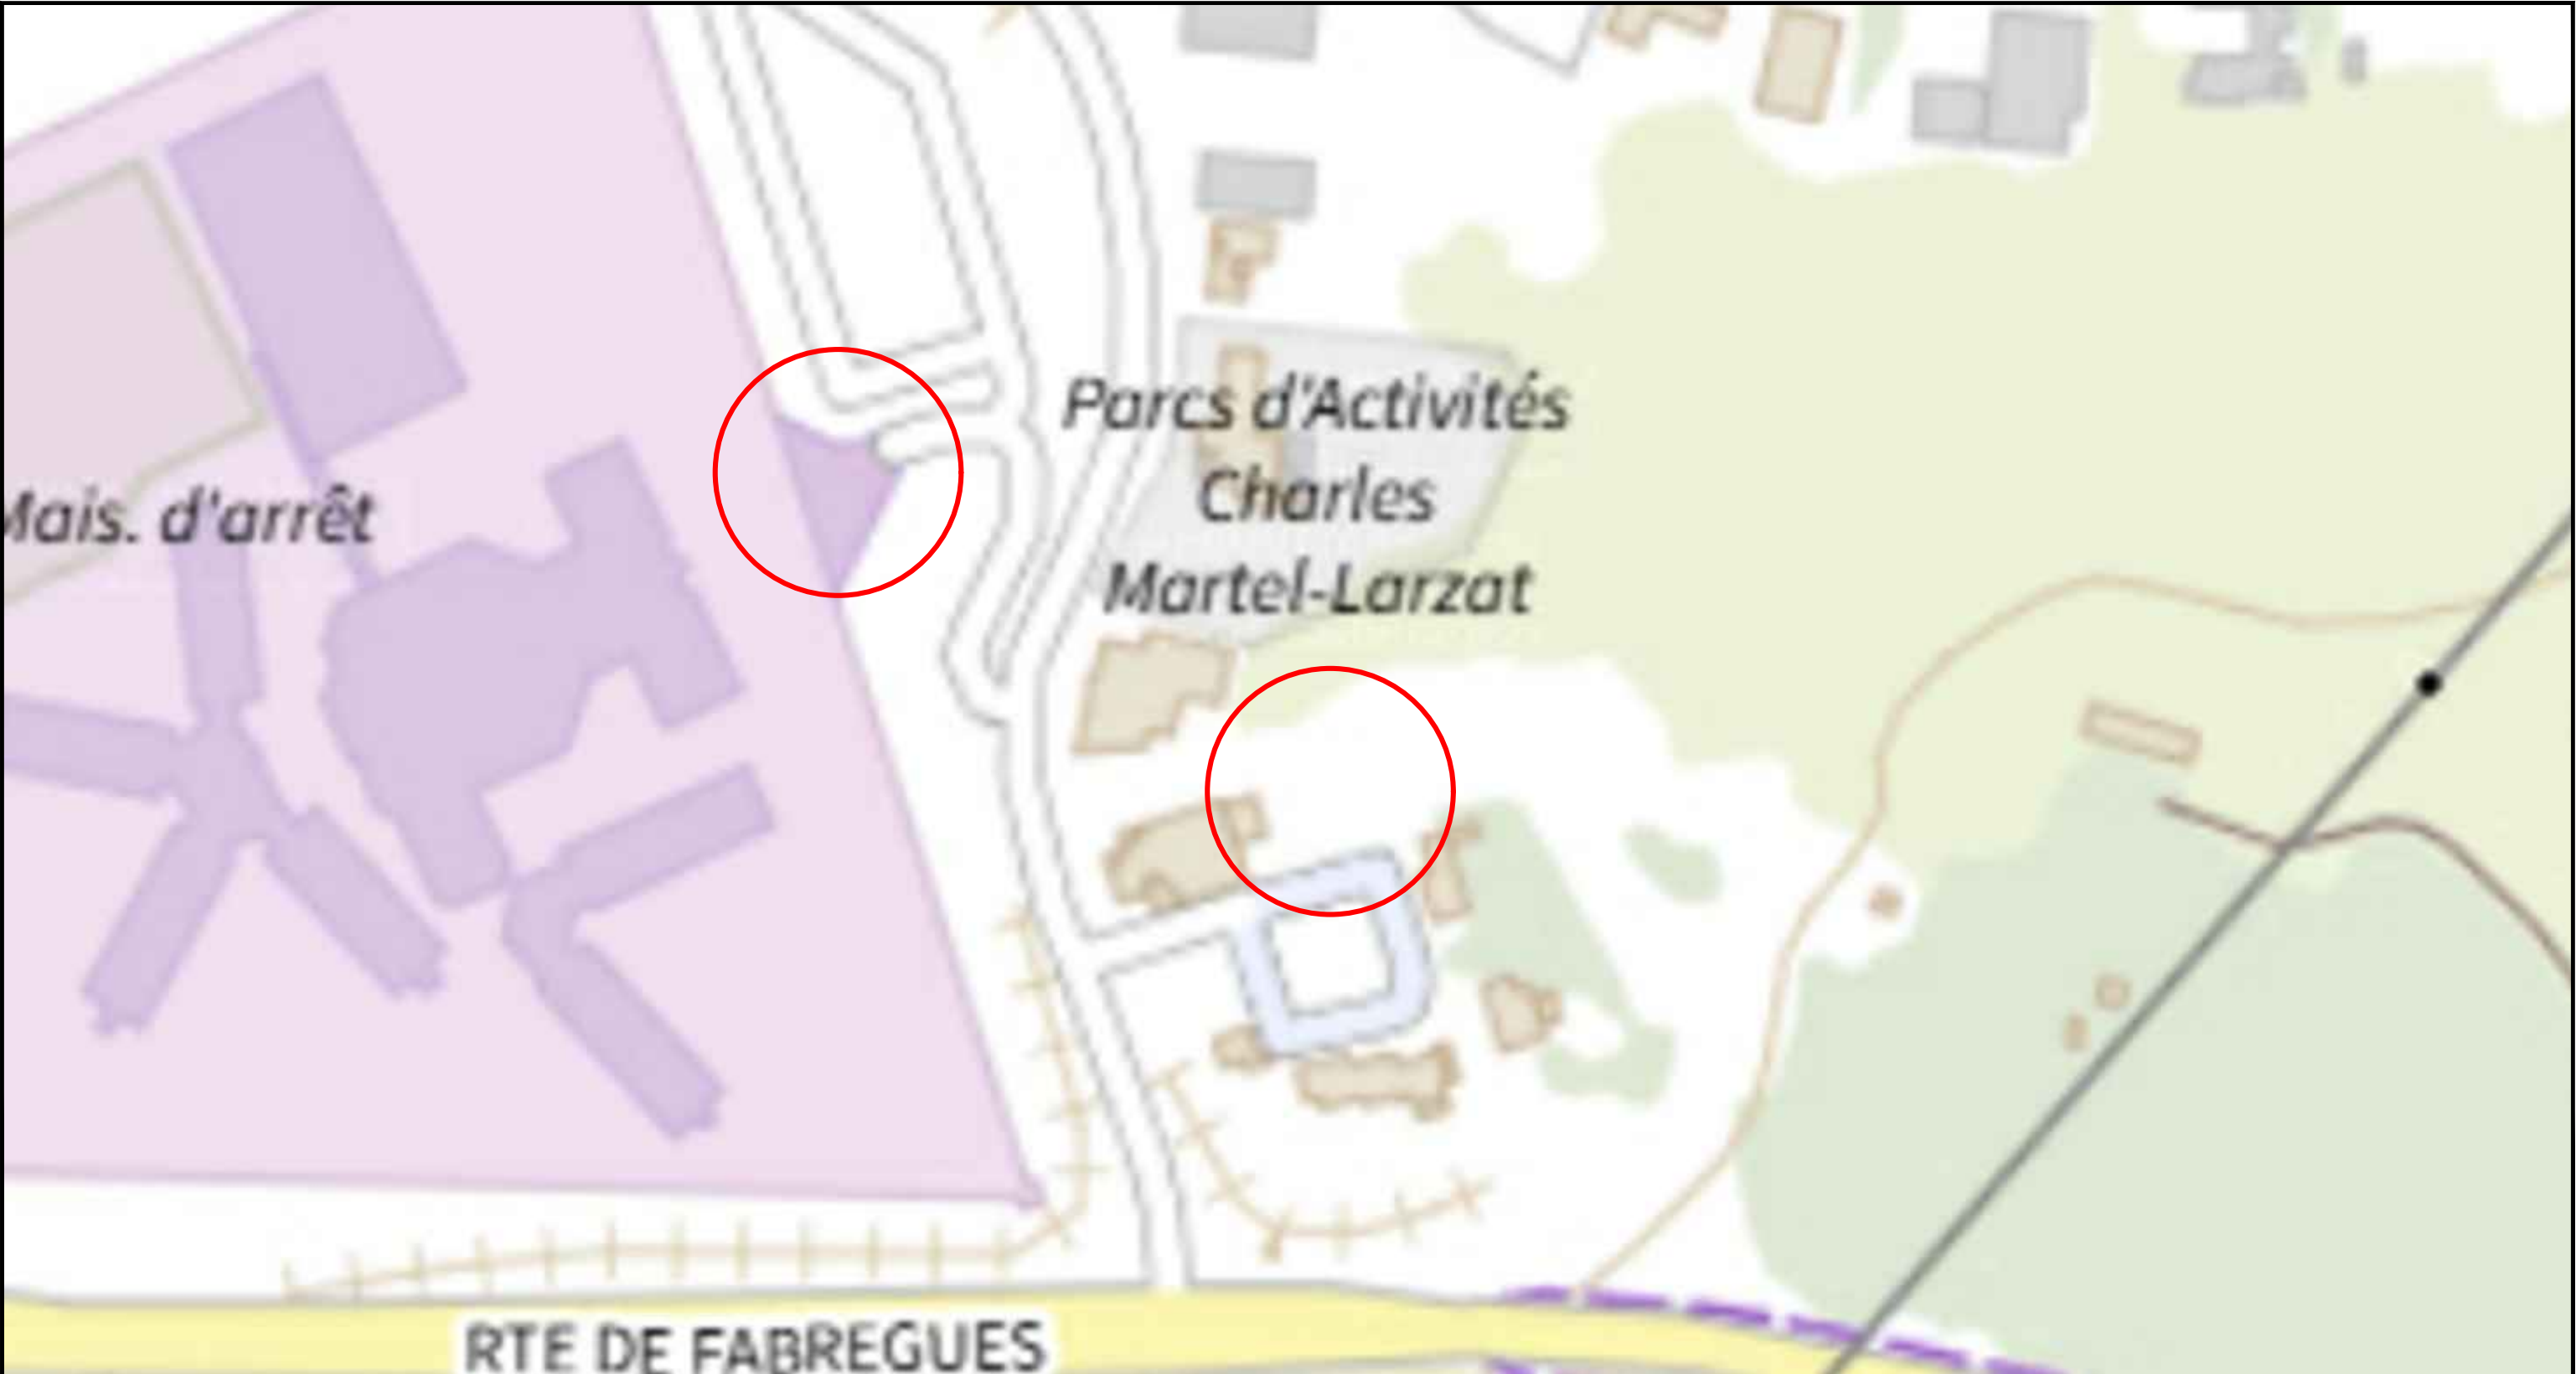 Parcs d'Activités
Charles
Martel-Larzat
Mais. d'arrêt
RTE DE FABREGUES